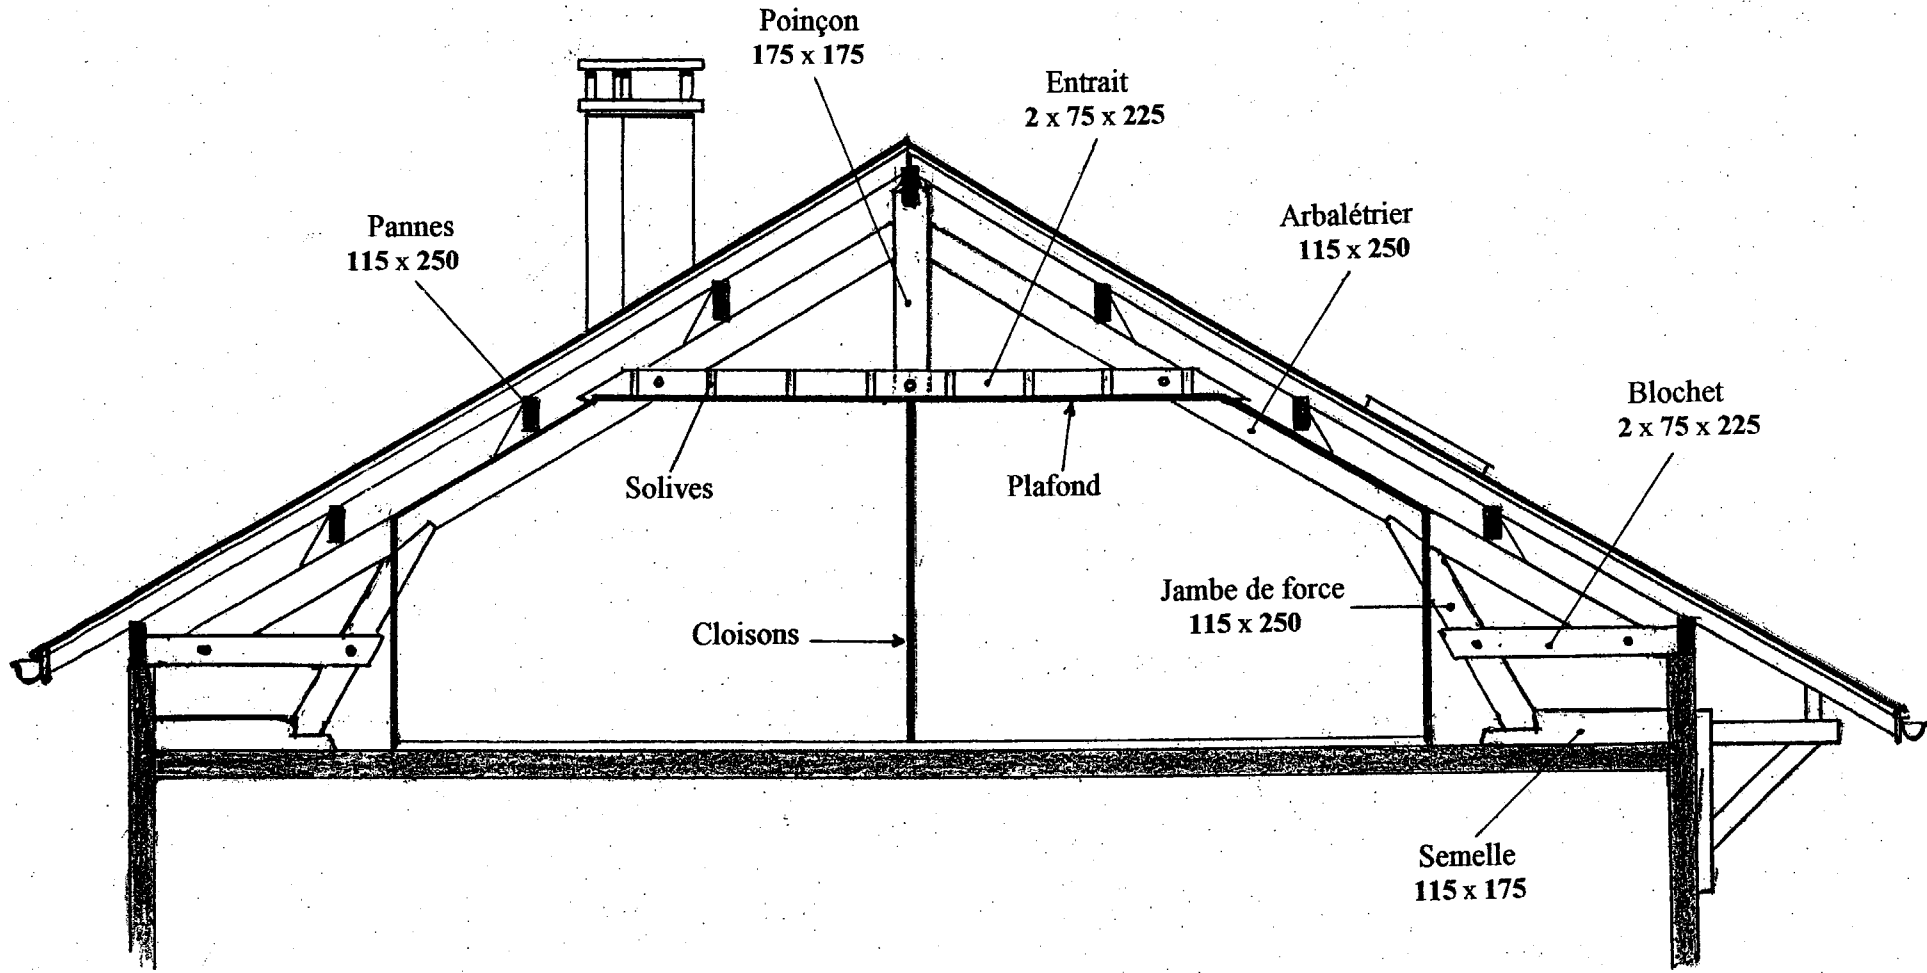 Poinçon
175 x 175
Entrait
2 x 75 x 225
Pannes
115 x 250
Arbalétrier
115 x 250
Blochet
2 x 75 x 225
Solives
Plafond
Jambe de force
115 x 250
Cloisons
Semelle
115 x 175